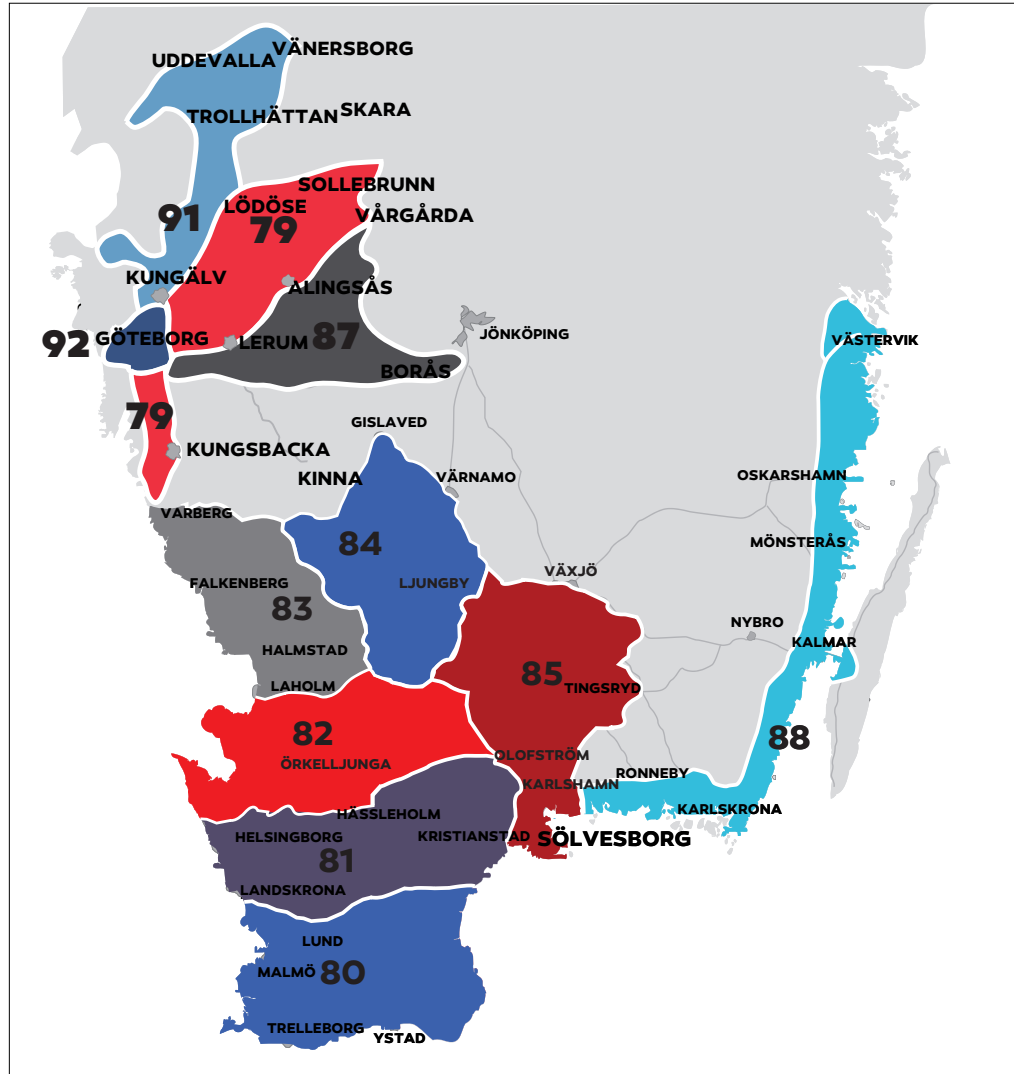 VÄNERSBORG
UDDEVALLA
SKARA
TROLLHÄTTAN
SOLLEBRUNN
LÖDÖSE
VÅRGÅRDA
91
79
KUNGÄLV
ALINGSÅS
92
GÖTEBORG
LERUM
87
JÖNKÖPING
VÄSTERVIK
BORÅS
79
GISLAVED
KUNGSBACKA
KINNA
VÄRNAMO
OSKARSHAMN
VARBERG
84
MÖNSTERÅS
FALKENBERG
LJUNGBY
VÄXJÖ
83
NYBRO
KALMAR
HALMSTAD
85
TINGSRYD
LAHOLM
82
88
ÖRKELLJUNGA
OLOFSTRÖM
RONNEBY
KARLSHAMN
KARLSKRONA
HÄSSLEHOLM
HELSINGBORG
KRISTIANSTAD
SÖLVESBORG
81
LANDSKRONA
LUND
MALMÖ
80
TRELLEBORG
YSTAD